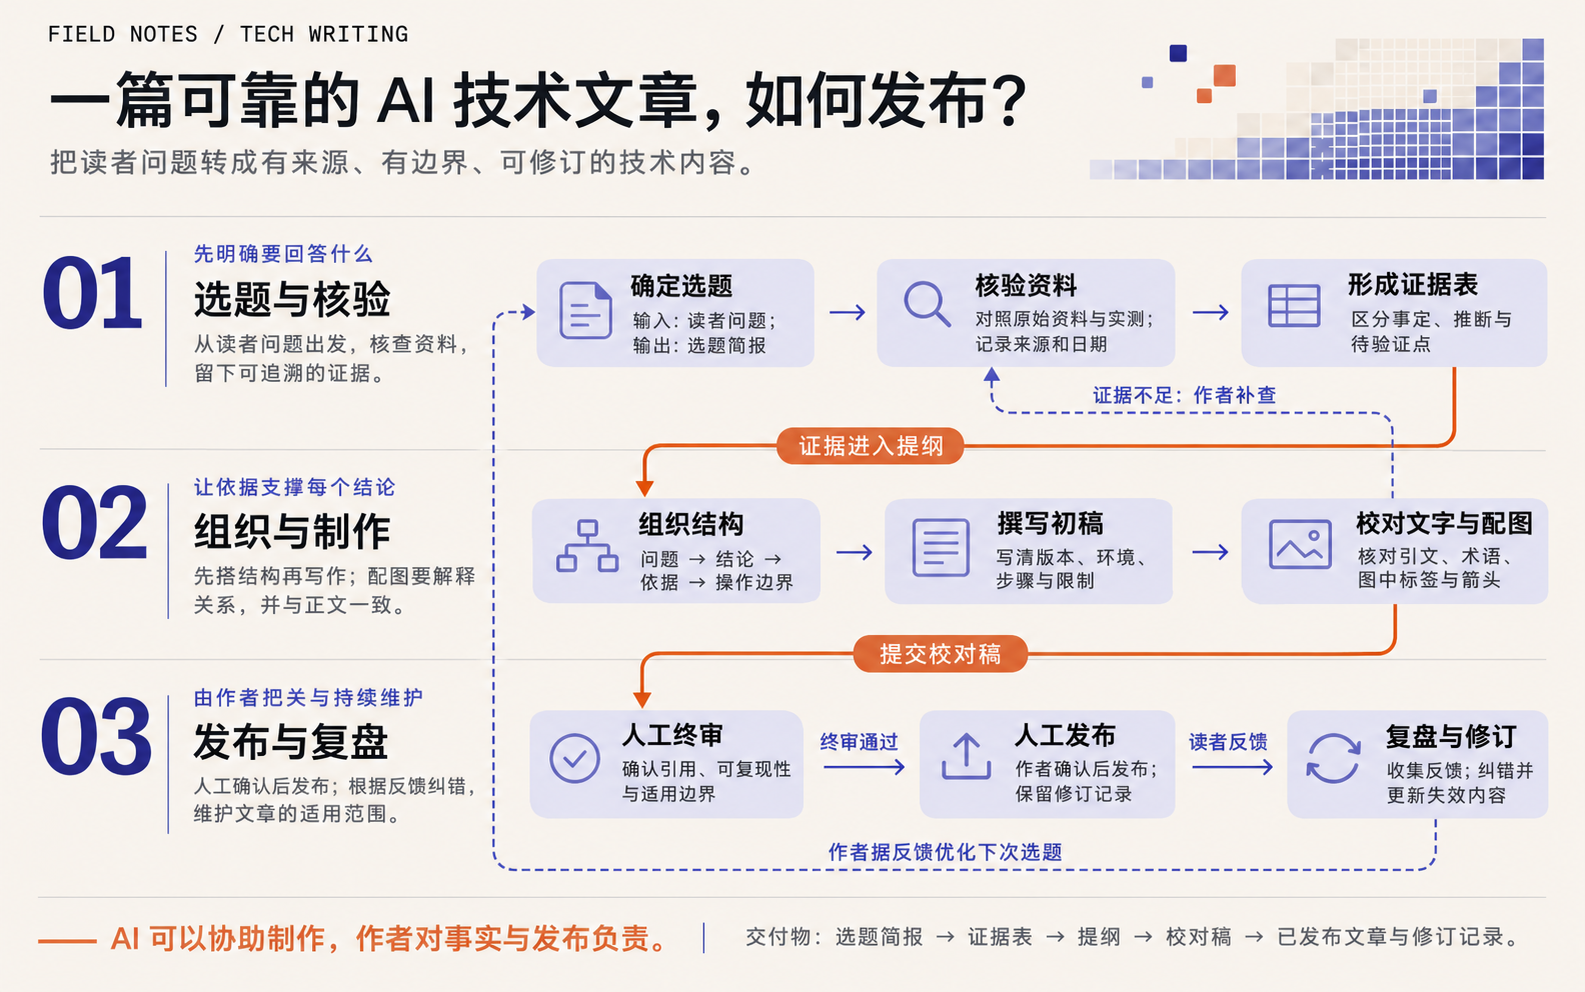 FIELD NOTES / TECH WRITING
一篇可靠的 AI 技术文章，如何发布？
把读者问题转成有来源、有边界、可修订的技术内容。
01
先明确要回答什么
选题与核验
从读者问题出发，核查资料，
留下可追溯的证据。
确定选题
输入：读者问题；
输出：选题简报
核验资料
对照原始资料与实测；
记录来源和日期
形成证据表
区分事定、推断与
待验证点
证据不足：作者补查
证据进入提纲
02
让依据支撑每个结论
组织与制作
先搭结构再写作；配图要解释
关系，并与正文一致。
组织结构
问题 → 结论 →
依据 → 操作边界
撰写初稿
写清版本、环境、
步骤与限制
校对文字与配图
核对引文、术语、
图中标签与箭头
提交校对稿
03
由作者把关与持续维护
发布与复盘
人工确认后发布；根据反馈纠错，
维护文章的适用范围。
人工终审
确认引用、可复现性
与适用边界
终审通过
人工发布
作者确认后发布；
保留修订记录
读者反馈
复盘与修订
收集反馈；纠错并
更新失效内容
作者据反馈优化下次选题
AI 可以协助制作，作者对事实与发布负责。
交付物：选题简报 → 证据表 → 提纲 → 校对稿 → 已发布文章与修订记录。